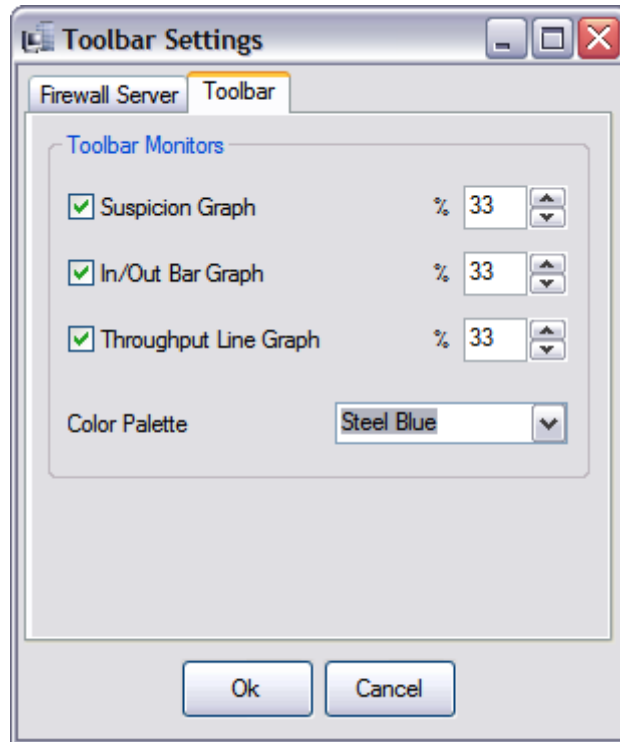 Toolbar Settings
Firewall Server Toolbar
Toolbar Monitors
Suspicion Graph % 33
In/Out Bar Graph % 33
Throughput Line Graph % 33
Color Palette Steel Blue
Ok Cancel